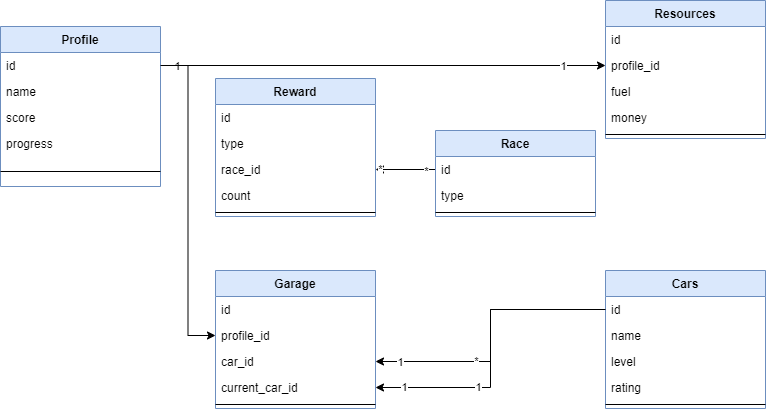 Profile
id
name
score
progress
1
1
Resources
id
profile_id
fuel
money
Reward
id
type
race_id
count
*
*
Race
id
type
Garage
id
profile_id
car_id
current_car_id
1
*
1
1
Cars
id
name
level
rating